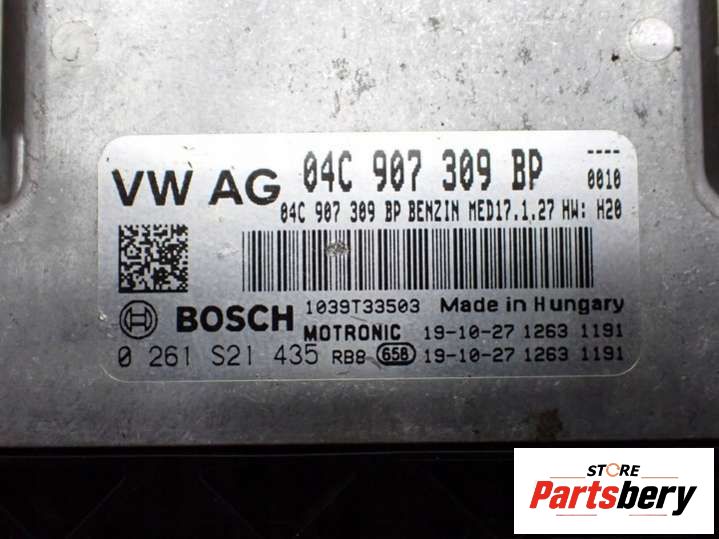 VW AG 04C 907 309 BP ----
0010
04C 907 309 BP BENZIN MED17.1.27 HW: H20
BOSCH 1039T33503 Made in Hungary
MOTRONIC 19-10-27 1263 1191
0 261 S21 435 RB8 658 19-10-27 1263 1191
STORE
Partsbery